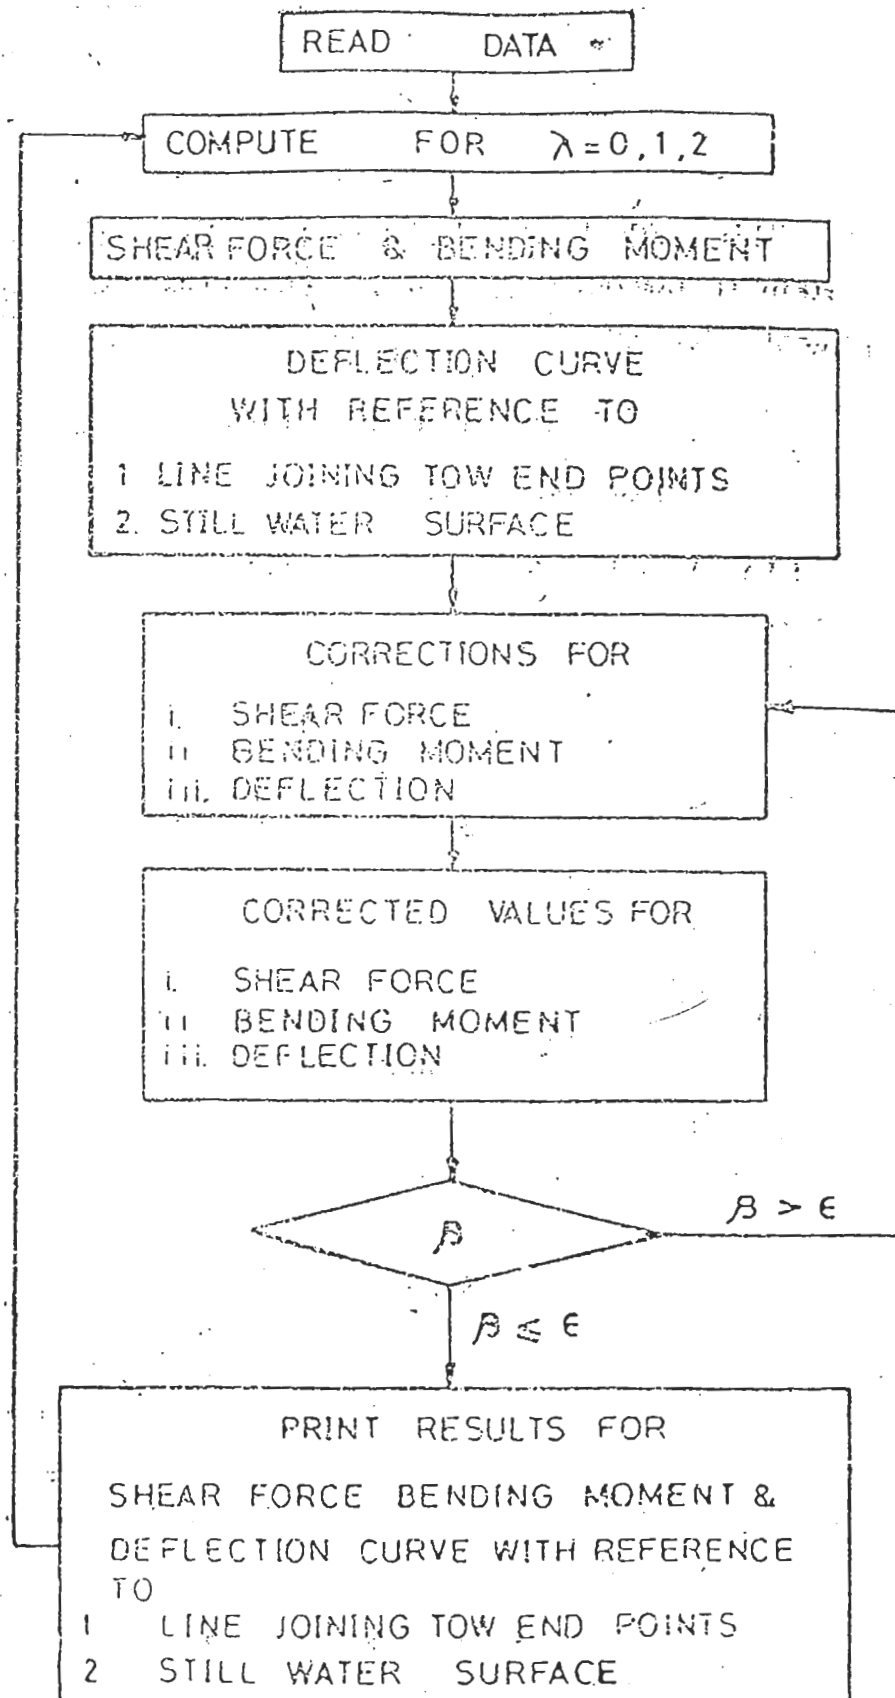 READ DATA
COMPUTE FOR λ = 0, 1, 2
SHEAR FORCE & BENDING MOMENT
DEFLECTION CURVE
WITH REFERENCE TO
1 LINE JOINING TOW END POINTS
2. STILL WATER SURFACE
CORRECTIONS FOR
i. SHEAR FORCE
ii BENDING MOMENT
iii. DEFLECTION
CORRECTED VALUES FOR
i. SHEAR FORCE
ii BENDING MOMENT
iii. DEFLECTION
β
β > ϵ
β ≤ ϵ
PRINT RESULTS FOR
SHEAR FORCE BENDING MOMENT &
DEFLECTION CURVE WITH REFERENCE
TO
1 LINE JOINING TOW END POINTS
2 STILL WATER SURFACE